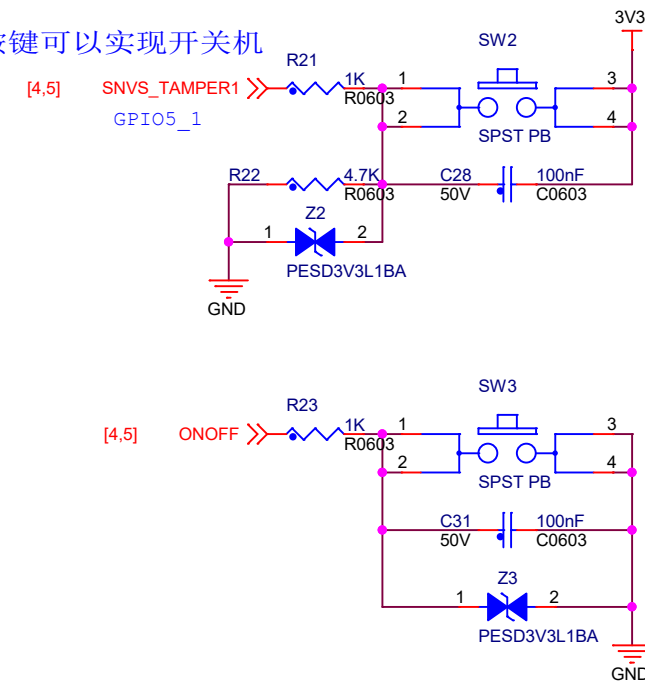 按键可以实现开关机
3V3
SW2
R21
1K
R0603
1
3
[4,5]
SNVS_TAMPER1
GPIO5_1
2
4
SPST PB
R22
4.7K
R0603
C28
50V
100nF
C0603
Z2
1
2
PESD3V3L1BA
GND
SW3
R23
1K
R0603
1
3
[4,5]
ONOFF
2
4
SPST PB
C31
50V
100nF
C0603
Z3
1
2
PESD3V3L1BA
GND